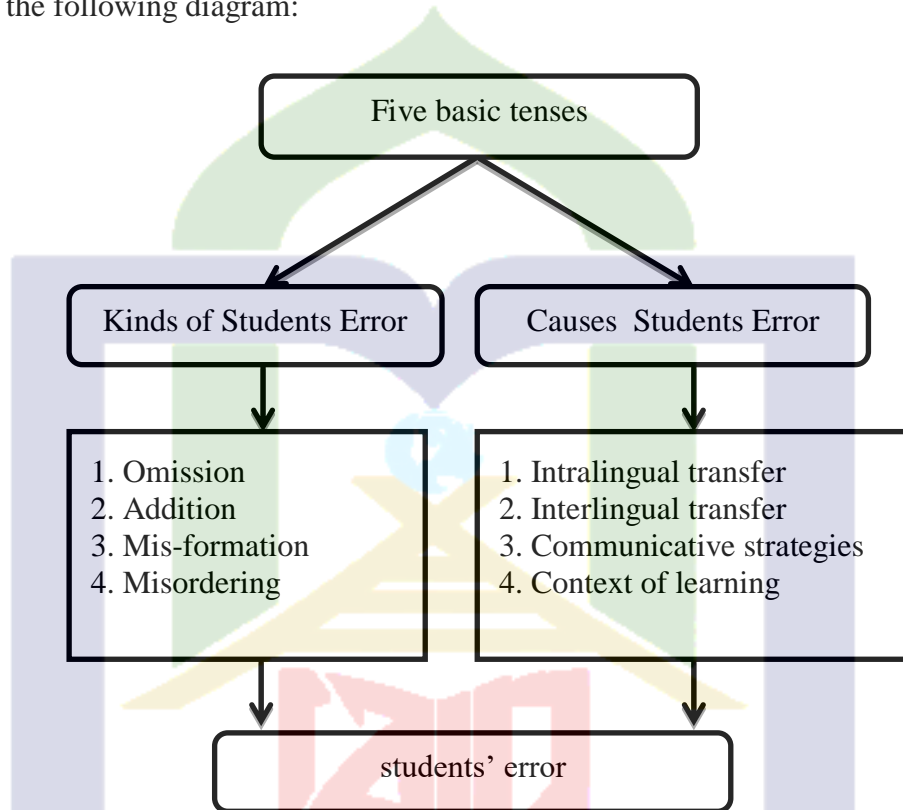 the following diagram:
Five basic tenses
Kinds of Students Error
Causes  Students Error
1. Omission
2. Addition
3. Mis-formation
4. Misordering
1. Intralingual transfer
2. Interlingual transfer
3. Communicative strategies
4. Context of learning
students’ error